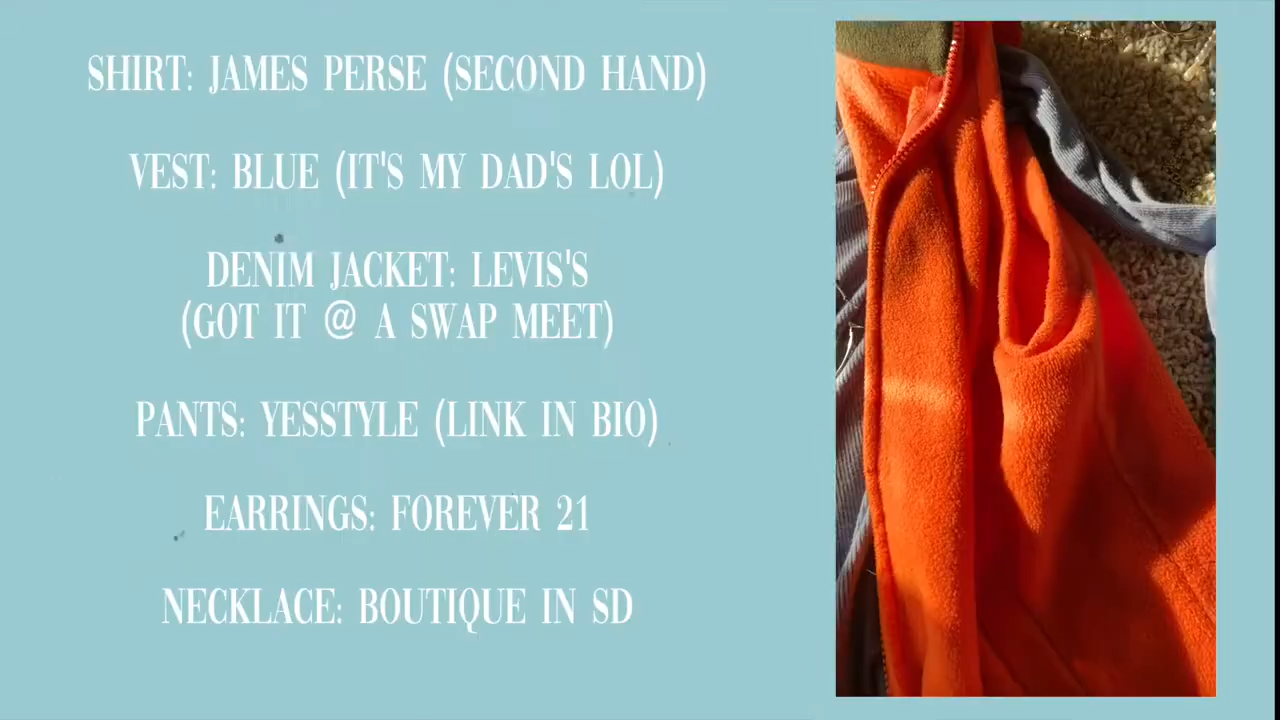 SHIRT: JAMES PERSE (SECOND HAND)
VEST: BLUE (IT'S MY DAD'S LOL)
DENIM JACKET: LEVIS'S
(GOT IT @ A SWAP MEET)
PANTS: YESSTYLE (LINK IN BIO)
EARRINGS: FOREVER 21
NECKLACE: BOUTIQUE IN SD